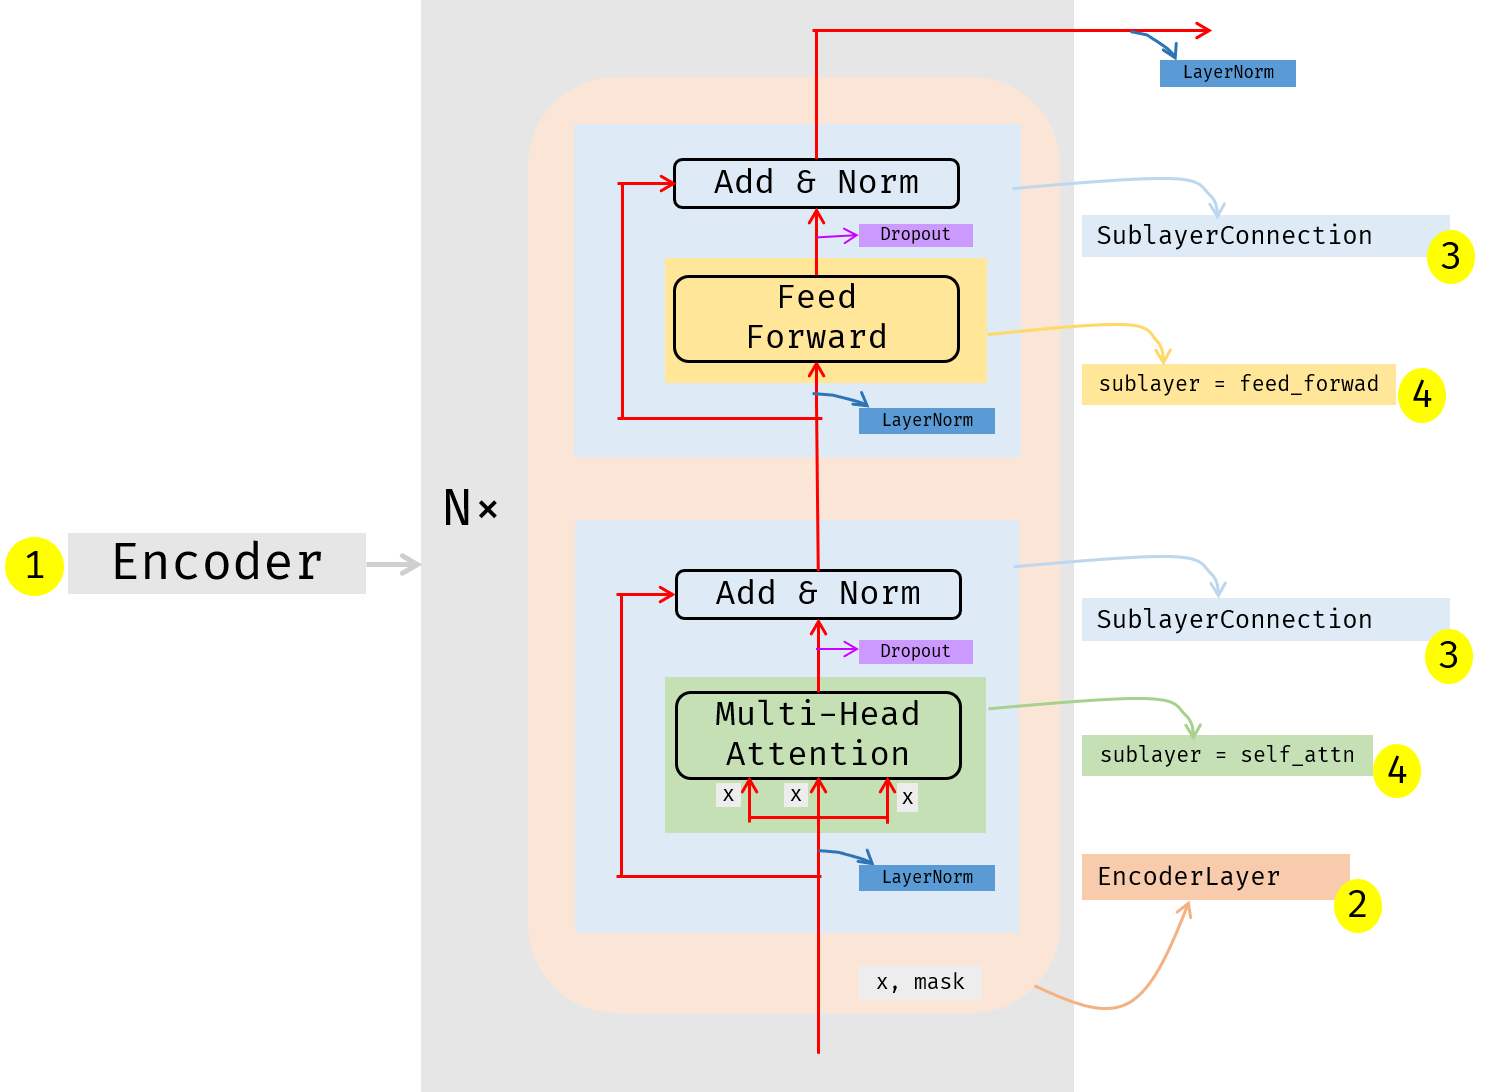 LayerNorm
Add & Norm
Dropout
SublayerConnection
3
Feed
Forward
sublayer = feed_forwad
4
LayerNorm
N×
1
Encoder
Add & Norm
SublayerConnection
3
Dropout
Multi-Head
Attention
sublayer = self_attn
4
x
x
x
LayerNorm
EncoderLayer
2
x, mask